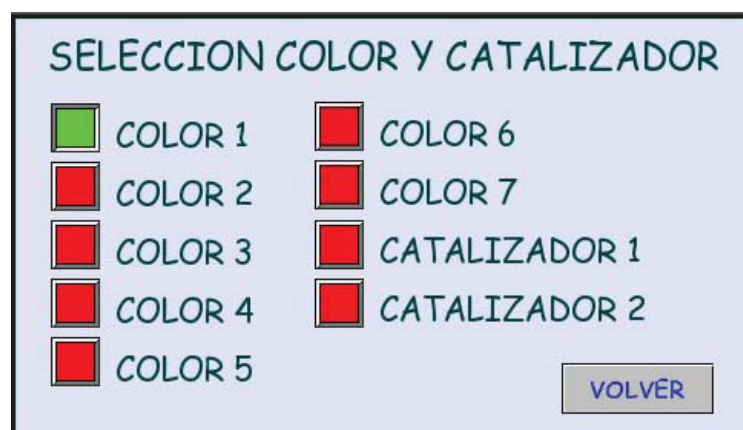 SELECCION COLOR Y CATALIZADOR
COLOR 1
COLOR 2
COLOR 3
COLOR 4
COLOR 5
COLOR 6
COLOR 7
CATALIZADOR 1
CATALIZADOR 2
VOLVER